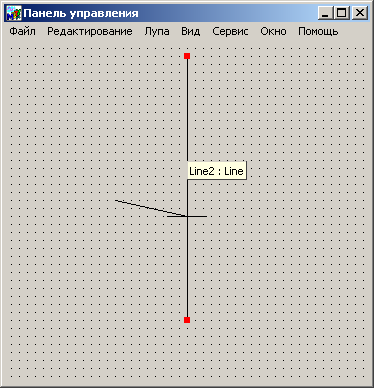 Панель управления
Файл Редактирование Лупа Вид Сервис Окно Помощь
Line2 : Line